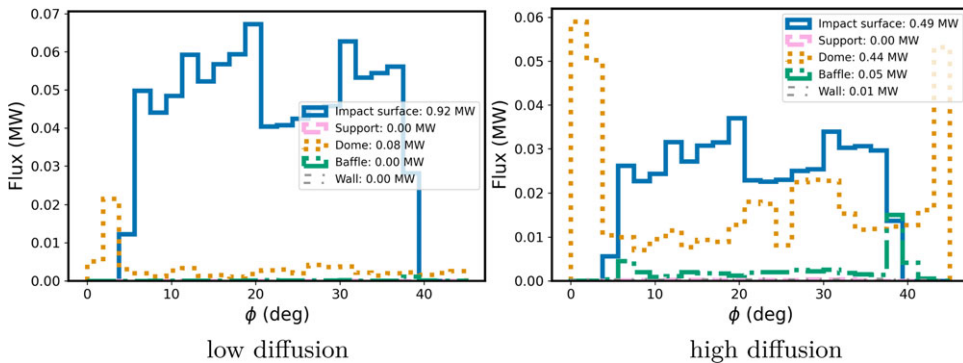 0.07
0.06
0.05
0.04
0.03
0.02
0.01
0.00
Flux (MW)
Impact surface: 0.92 MW
Support: 0.00 MW
Dome: 0.08 MW
Baffle: 0.00 MW
Wall: 0.00 MW
0 10 20 30 40
ϕ (deg)
low diffusion
0.06
0.05
0.04
0.03
0.02
0.01
0.00
Flux (MW)
Impact surface: 0.49 MW
Support: 0.00 MW
Dome: 0.44 MW
Baffle: 0.05 MW
Wall: 0.01 MW
0 10 20 30 40
ϕ (deg)
high diffusion